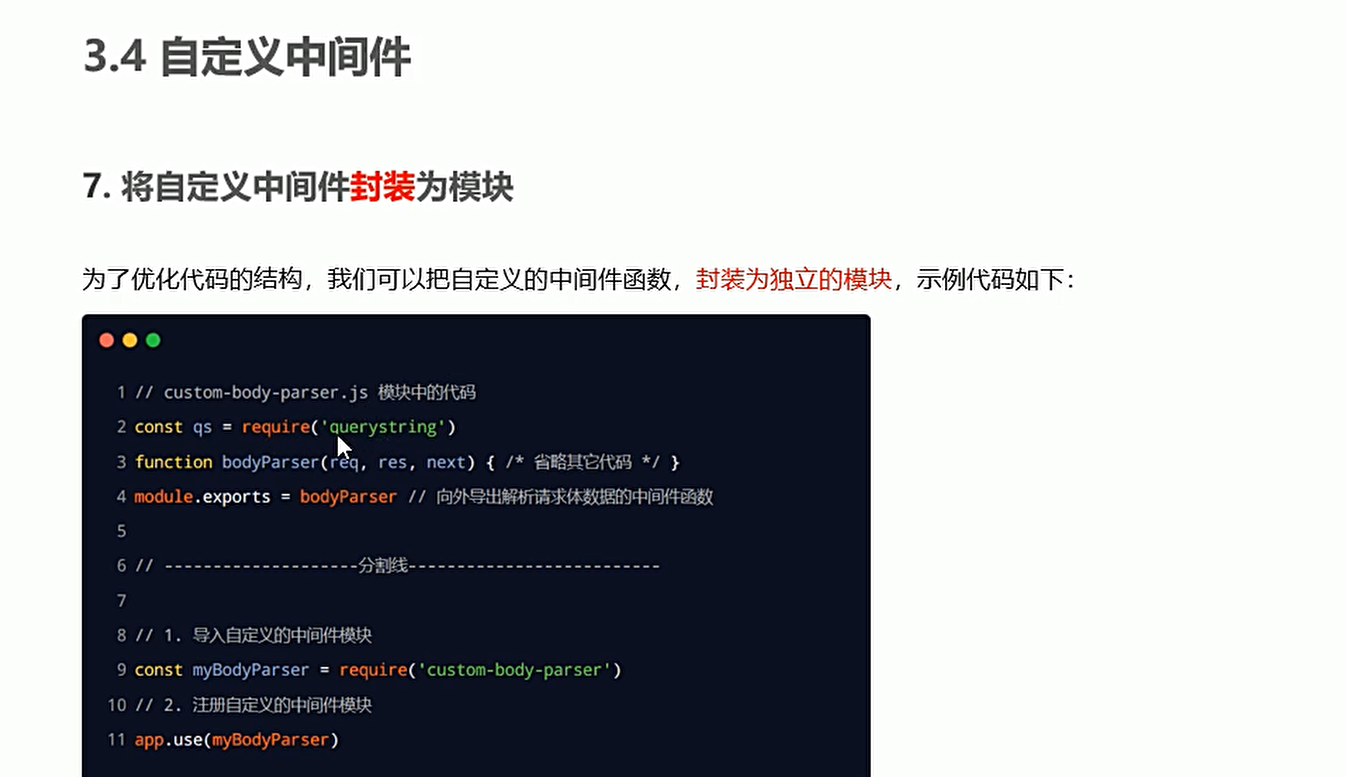 3.4 自定义中间件
7. 将自定义中间件封装为模块
为了优化代码的结构，我们可以把自定义的中间件函数，封装为独立的模块，示例代码如下：
1 // custom-body-parser.js 模块中的代码
2 const qs = require('querystring')
3 function bodyParser(req, res, next) { /* 省略其它代码 */ }
4 module.exports = bodyParser // 向外导出解析请求体数据的中间件函数
5
6 // --------------------分割线--------------------------
7
8 // 1. 导入自定义的中间件模块
9 const myBodyParser = require('custom-body-parser')
10 // 2. 注册自定义的中间件模块
11 app.use(myBodyParser)